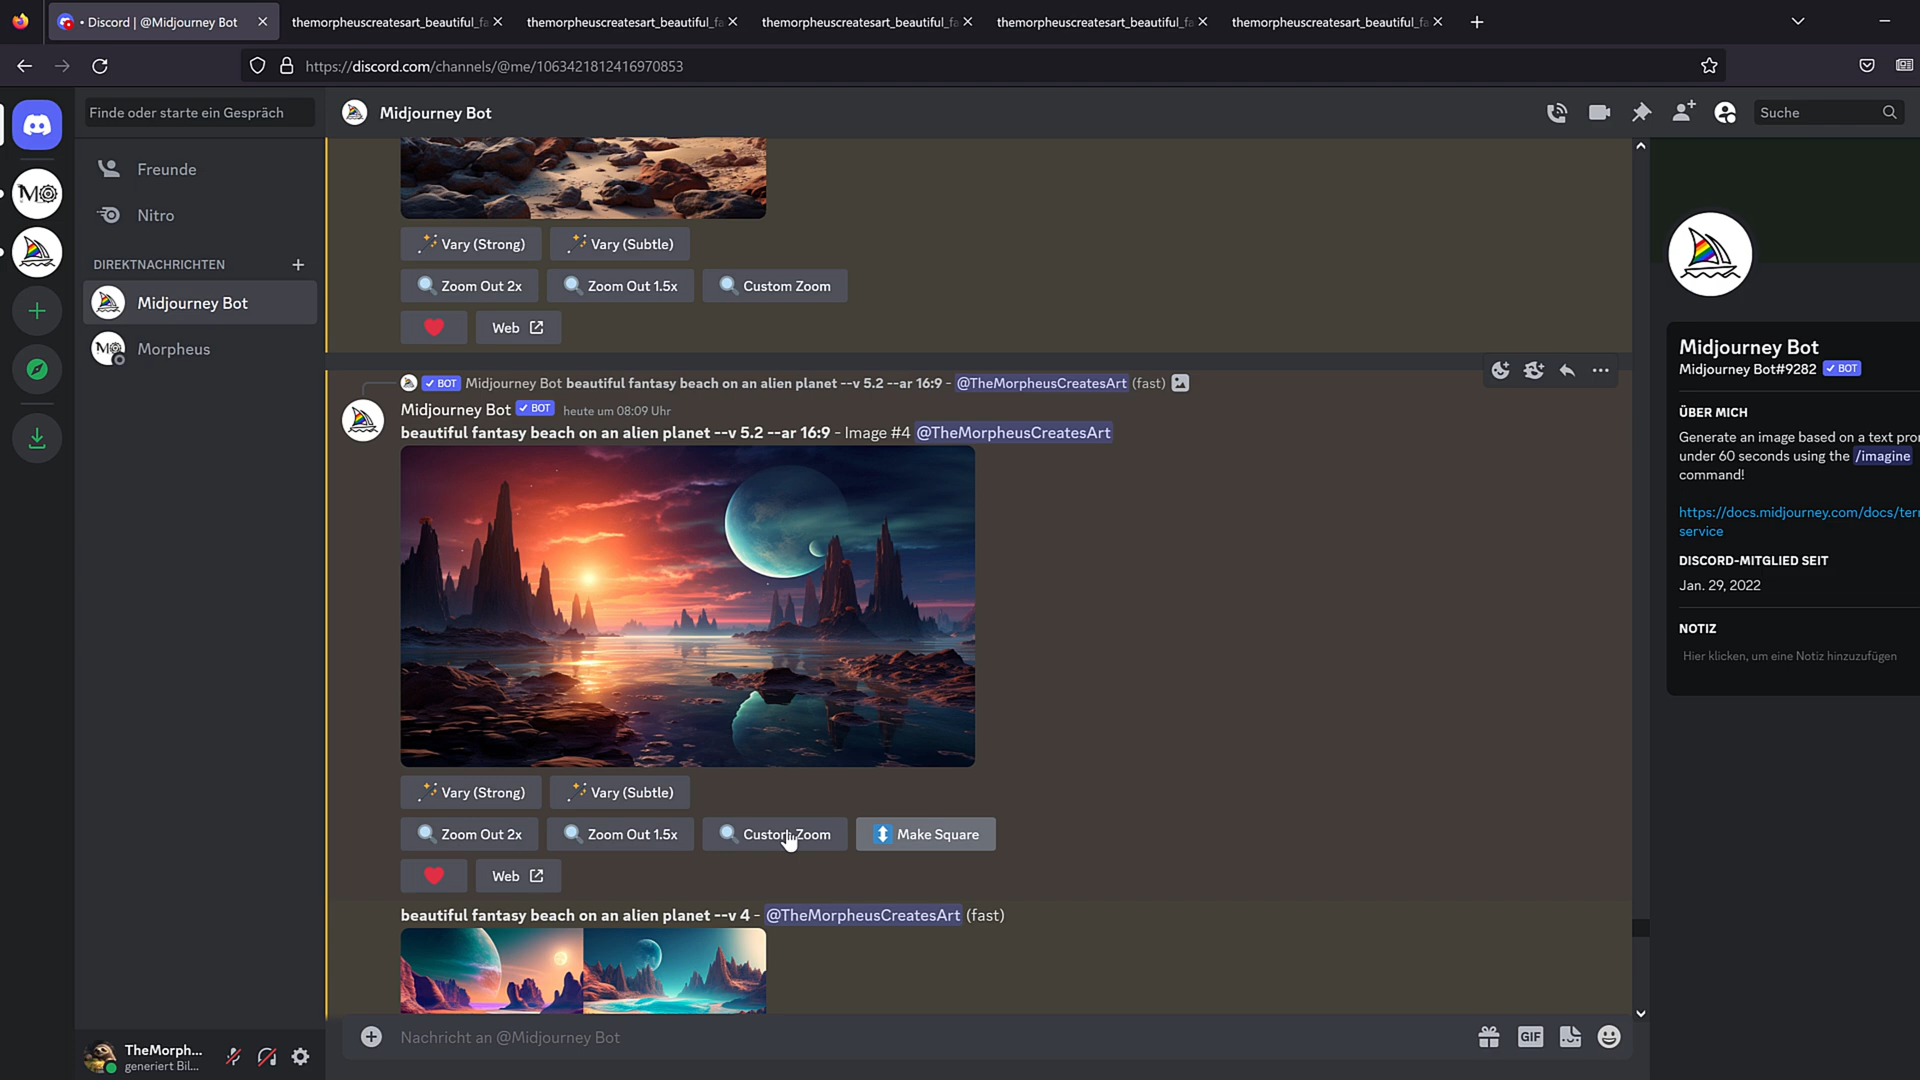 • Discord | @Midjourney Bot
themorpheuscreatesart_beautiful_fa
themorpheuscreatesart_beautiful_fa
themorpheuscreatesart_beautiful_fa
themorpheuscreatesart_beautiful_fa
themorpheuscreatesart_beautiful_fa
https://discord.com/channels/@me/1063421812416970853
Finde oder starte ein Gespräch
Midjourney Bot
Suche
Freunde
Nitro
DIREKTNACHRICHTEN
Midjourney Bot
Morpheus
Vary (Strong)
Vary (Subtle)
Zoom Out 2x
Zoom Out 1.5x
Custom Zoom
Web
BOT Midjourney Bot beautiful fantasy beach on an alien planet --v 5.2 --ar 16:9 - @TheMorpheusCreatesArt (fast)
Midjourney Bot BOT heute um 08:09 Uhr
beautiful fantasy beach on an alien planet --v 5.2 --ar 16:9 - Image #4 @TheMorpheusCreatesArt
Vary (Strong)
Vary (Subtle)
Zoom Out 2x
Zoom Out 1.5x
Custom Zoom
Make Square
Web
beautiful fantasy beach on an alien planet --v 4 - @TheMorpheusCreatesArt (fast)
Nachricht an @Midjourney Bot
GIF
TheMorph...
generiert Bil...
Midjourney Bot
Midjourney Bot#9282 BOT
ÜBER MICH
Generate an image based on a text pro
under 60 seconds using the /imagine
command!
https://docs.midjourney.com/docs/ter
service
DISCORD-MITGLIED SEIT
Jan. 29, 2022
NOTIZ
Hier klicken, um eine Notiz hinzuzufügen